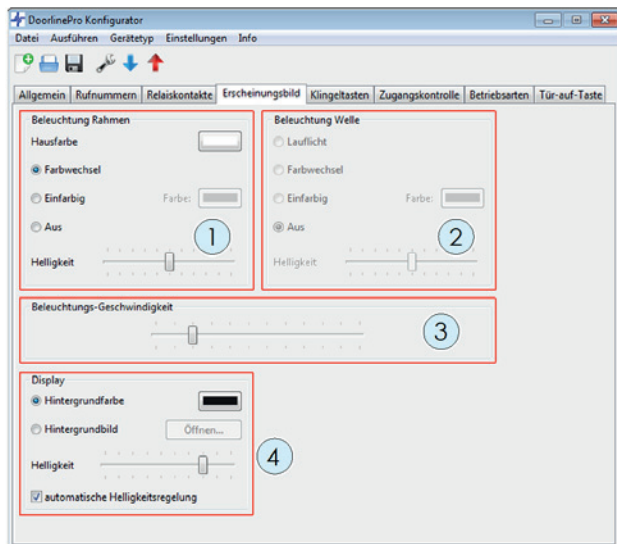 DoorlinePro Konfigurator
Datei Ausführen Gerätetyp Einstellungen Info
Allgemein Rufnummern Relaiskontakte Erscheinungsbild Klingeltasten Zugangskontrolle Betriebsarten Tür-auf-Taste
Beleuchtung Rahmen
Hausfarbe
Farbwechsel
Einfarbig Farbe:
Aus
1
Helligkeit
Beleuchtung Welle
Lauflicht
Farbwechsel
Einfarbig Farbe:
Aus
2
Helligkeit
Beleuchtungs-Geschwindigkeit
3
Display
Hintergrundfarbe
Hintergrundbild Öffnen...
Helligkeit
4
automatische Helligkeitsregelung